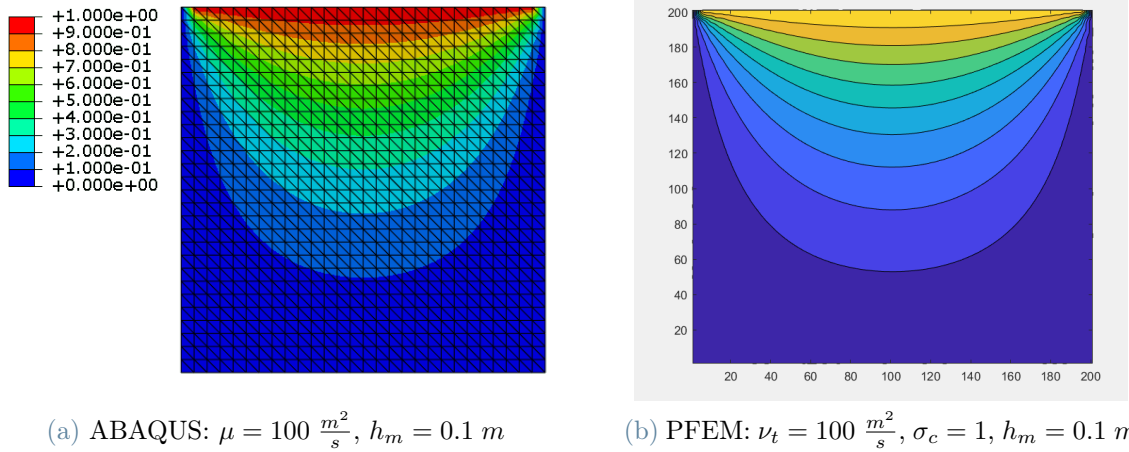 +1.000e+00
+9.000e-01
+8.000e-01
+7.000e-01
+6.000e-01
+5.000e-01
+4.000e-01
+3.000e-01
+2.000e-01
+1.000e-01
+0.000e+00
200
180
160
140
120
100
80
60
40
20
20 40 60 80 100 120 140 160 180 200
(a) ABAQUS: μ = 100 m²/s, h_m = 0.1 m
(b) PFEM: ν_t = 100 m²/s, σ_c = 1, h_m = 0.1 m